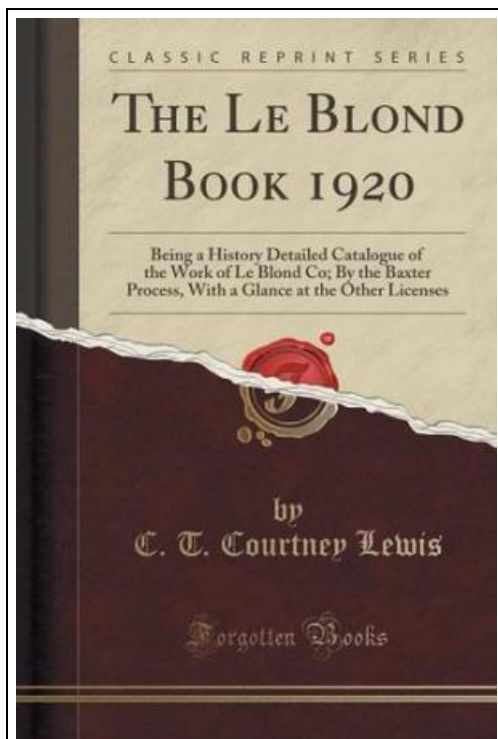 CLASSIC REPRINT SERIES
THE LE BLOND
BOOK 1920
Being a History Detailed Catalogue of
the Work of Le Blond Co; By the Baxter
Process, With a Glance at the Other Licenses
F
by
C. T. Courtney Lewis
Forgotten Books